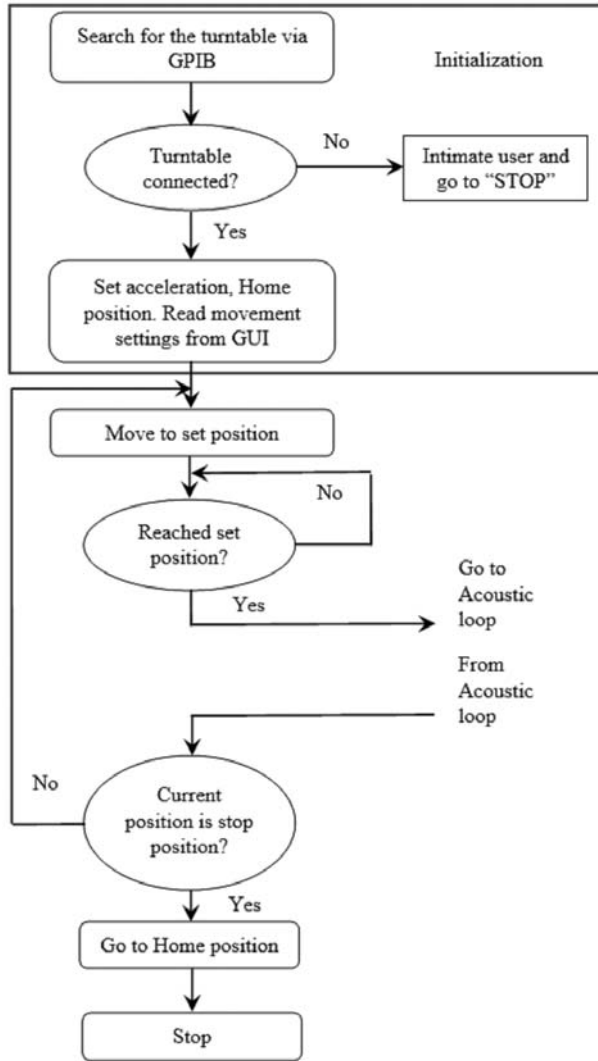 Search for the turntable via
GPIB
Initialization
Turntable
connected?
No
Intimate user and
go to “STOP”
Yes
Set acceleration, Home
position. Read movement
settings from GUI
Move to set position
No
Reached set
position?
Yes
Go to
Acoustic
loop
From
Acoustic
loop
No
Current
position is stop
position?
Yes
Go to Home position
Stop